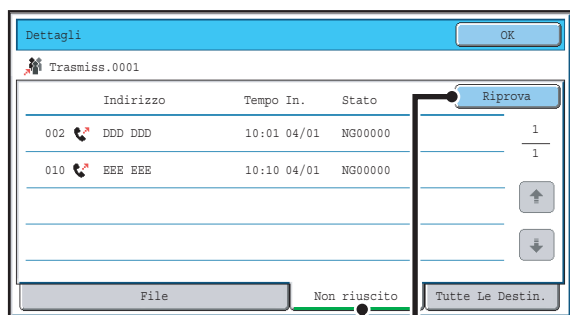 Dettagli OK
Trasmiss.0001
Indirizzo Tempo In. Stato Riprova
002 DDD DDD 10:01 04/01 NG00000 1
1
010 EEE EEE 10:10 04/01 NG00000
File Non riuscito Tutte Le Destin.